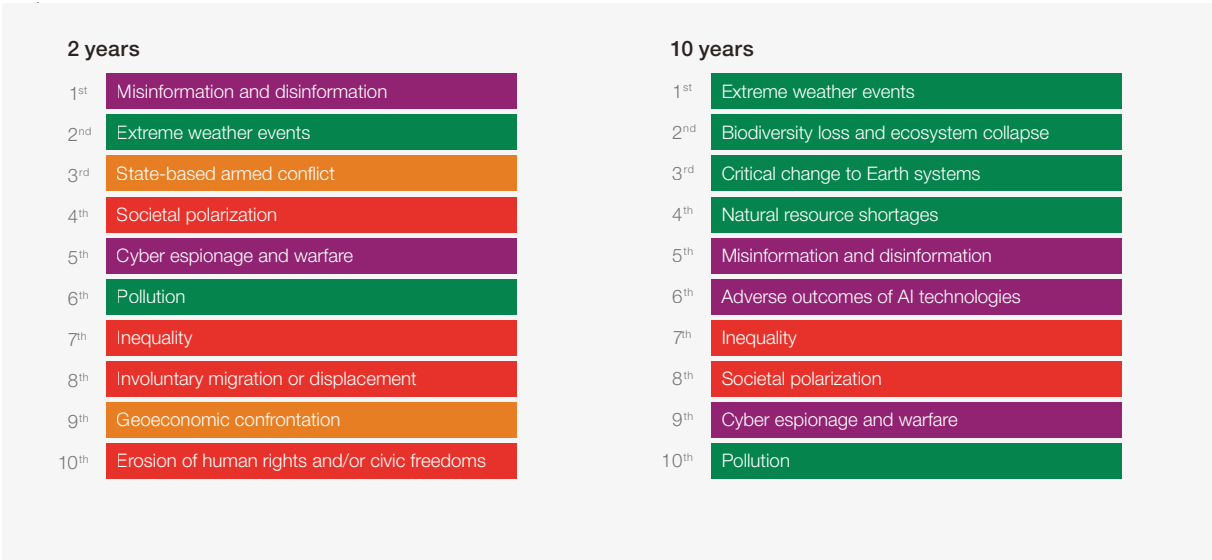 2 years
1st Misinformation and disinformation
2nd Extreme weather events
3rd State-based armed conflict
4th Societal polarization
5th Cyber espionage and warfare
6th Pollution
7th Inequality
8th Involuntary migration or displacement
9th Geoeconomic confrontation
10th Erosion of human rights and/or civic freedoms
10 years
1st Extreme weather events
2nd Biodiversity loss and ecosystem collapse
3rd Critical change to Earth systems
4th Natural resource shortages
5th Misinformation and disinformation
6th Adverse outcomes of AI technologies
7th Inequality
8th Societal polarization
9th Cyber espionage and warfare
10th Pollution